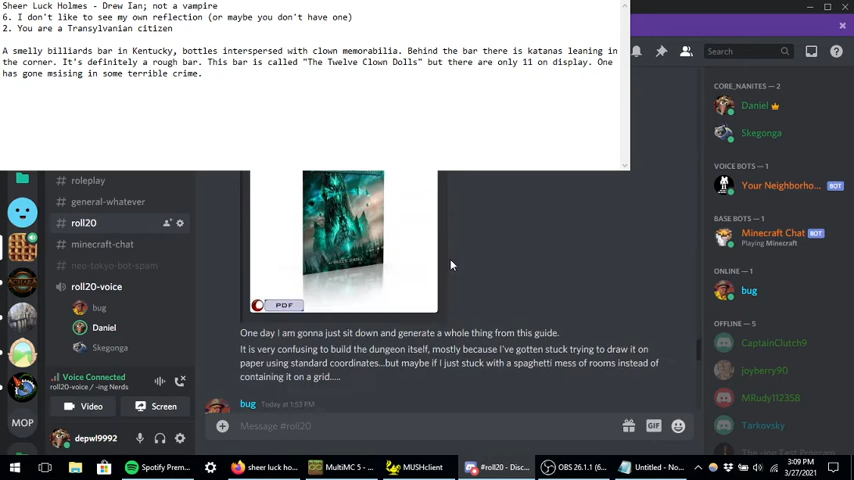 Sheer Luck Holmes - Drew Ian; not a vampire
6. I don't like to see my own reflection (or maybe you don't have one)
2. You are a Transylvanian citizen
A smelly billiards bar in Kentucky, bottles interspersed with clown memorabilia. Behind the bar there is katanas leaning in
the corner. It's definitely a rough bar. This bar is called "The Twelve Clown Dolls" but there are only 11 on display. One
has gone msising in some terrible crime.
Search
CORE_NANITES — 2
Daniel
Skegonga
VOICE BOTS — 1
Your Neighborho... BOT
BASE BOTS — 1
Minecraft Chat BOT
Playing Minecraft
ONLINE — 1
bug
OFFLINE — 5
CaptainClutch9
joyberry90
MRudy112358
Tarkovsky
The -ine Test Program
# roleplay
# general-whatever
# roll20
# minecraft-chat
# neo-tokyo-bot-spam
roll20-voice
bug
Daniel
Skegonga
Voice Connected
roll20-voice / -ing Nerds
Video
Screen
depwl9992
MOP
PDF
One day I am gonna just sit down and generate a whole thing from this guide.
It is very confusing to build the dungeon itself, mostly because I've gotten stuck trying to draw it on
paper using standard coordinates...but maybe if I just stuck with a spaghetti mess of rooms instead of
containing it on a grid.....
bug Today at 1:53 PM
Message #roll20
GIF
Spotify Prem...
sheer luck ho...
MultiMC 5 - ...
MUSHclient
#roll20 - Disc...
OBS 26.1.1 (6...
Untitled - No...
3:09 PM
3/27/2021